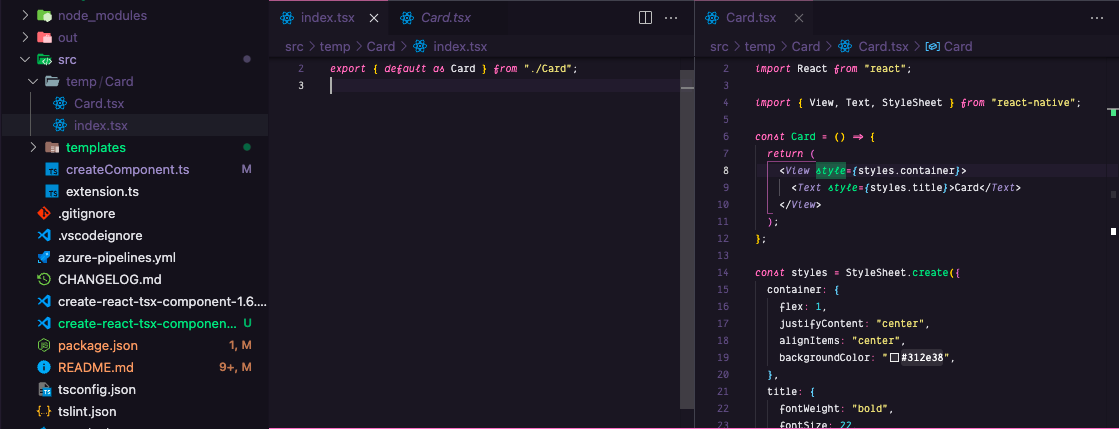 node_modules
out
src
temp / Card
Card.tsx
index.tsx
templates
TS createComponent.ts M
TS extension.ts
.gitignore
.vscodeignore
azure-pipelines.yml
CHANGELOG.md
create-react-tsx-component-1.6....
create-react-tsx-componen... U
package.json 1, M
README.md 9+, M
TS tsconfig.json
{··} tslint.json
index.tsx Card.tsx
src > temp > Card > index.tsx
2 export { default as Card } from "./Card";
3
Card.tsx
src > temp > Card > Card.tsx > Card
2 import React from "react";
3
4 import { View, Text, StyleSheet } from "react-native";
5
6 const Card = () => {
7 return (
8 <View style={styles.container}>
9 <Text style={styles.title}>Card</Text>
10 </View>
11 );
12 };
13
14 const styles = StyleSheet.create({
15 container: {
16 flex: 1,
17 justifyContent: "center",
18 alignItems: "center",
19 backgroundColor: "#312e38",
20 },
21 title: {
22 fontWeight: "bold",
23 fontSize: 22